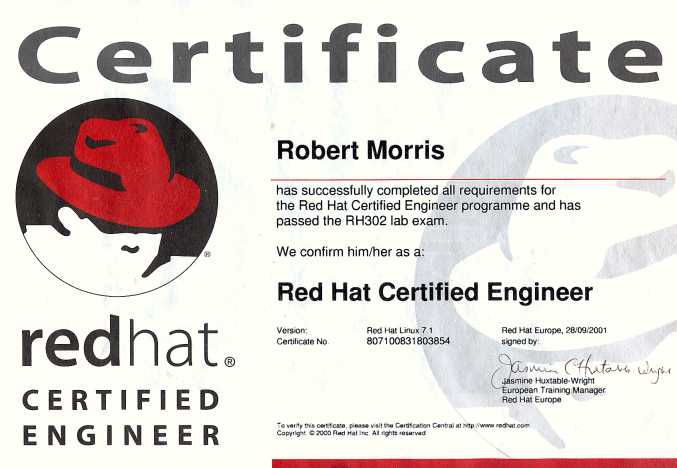 Certificate
Robert Morris
has successfully completed all requirements for
the Red Hat Certified Engineer programme and has
passed the RH302 lab exam.
We confirm him/her as a:
Red Hat Certified Engineer
Version: Red Hat Linux 7.1 Red Hat Europe, 28/09/2001
Certificate No. 807100831803854 signed by:
Jasmine Huxtable-Wright
Jasmine Huxtable-Wright
European Training Manager
Red Hat Europe
To verify this certificate, please visit the Certification Central at http://www.redhat.com
Copyright © 2000 Red Hat Inc. All rights reserved
®
redhat®
CERTIFIED
ENGINEER